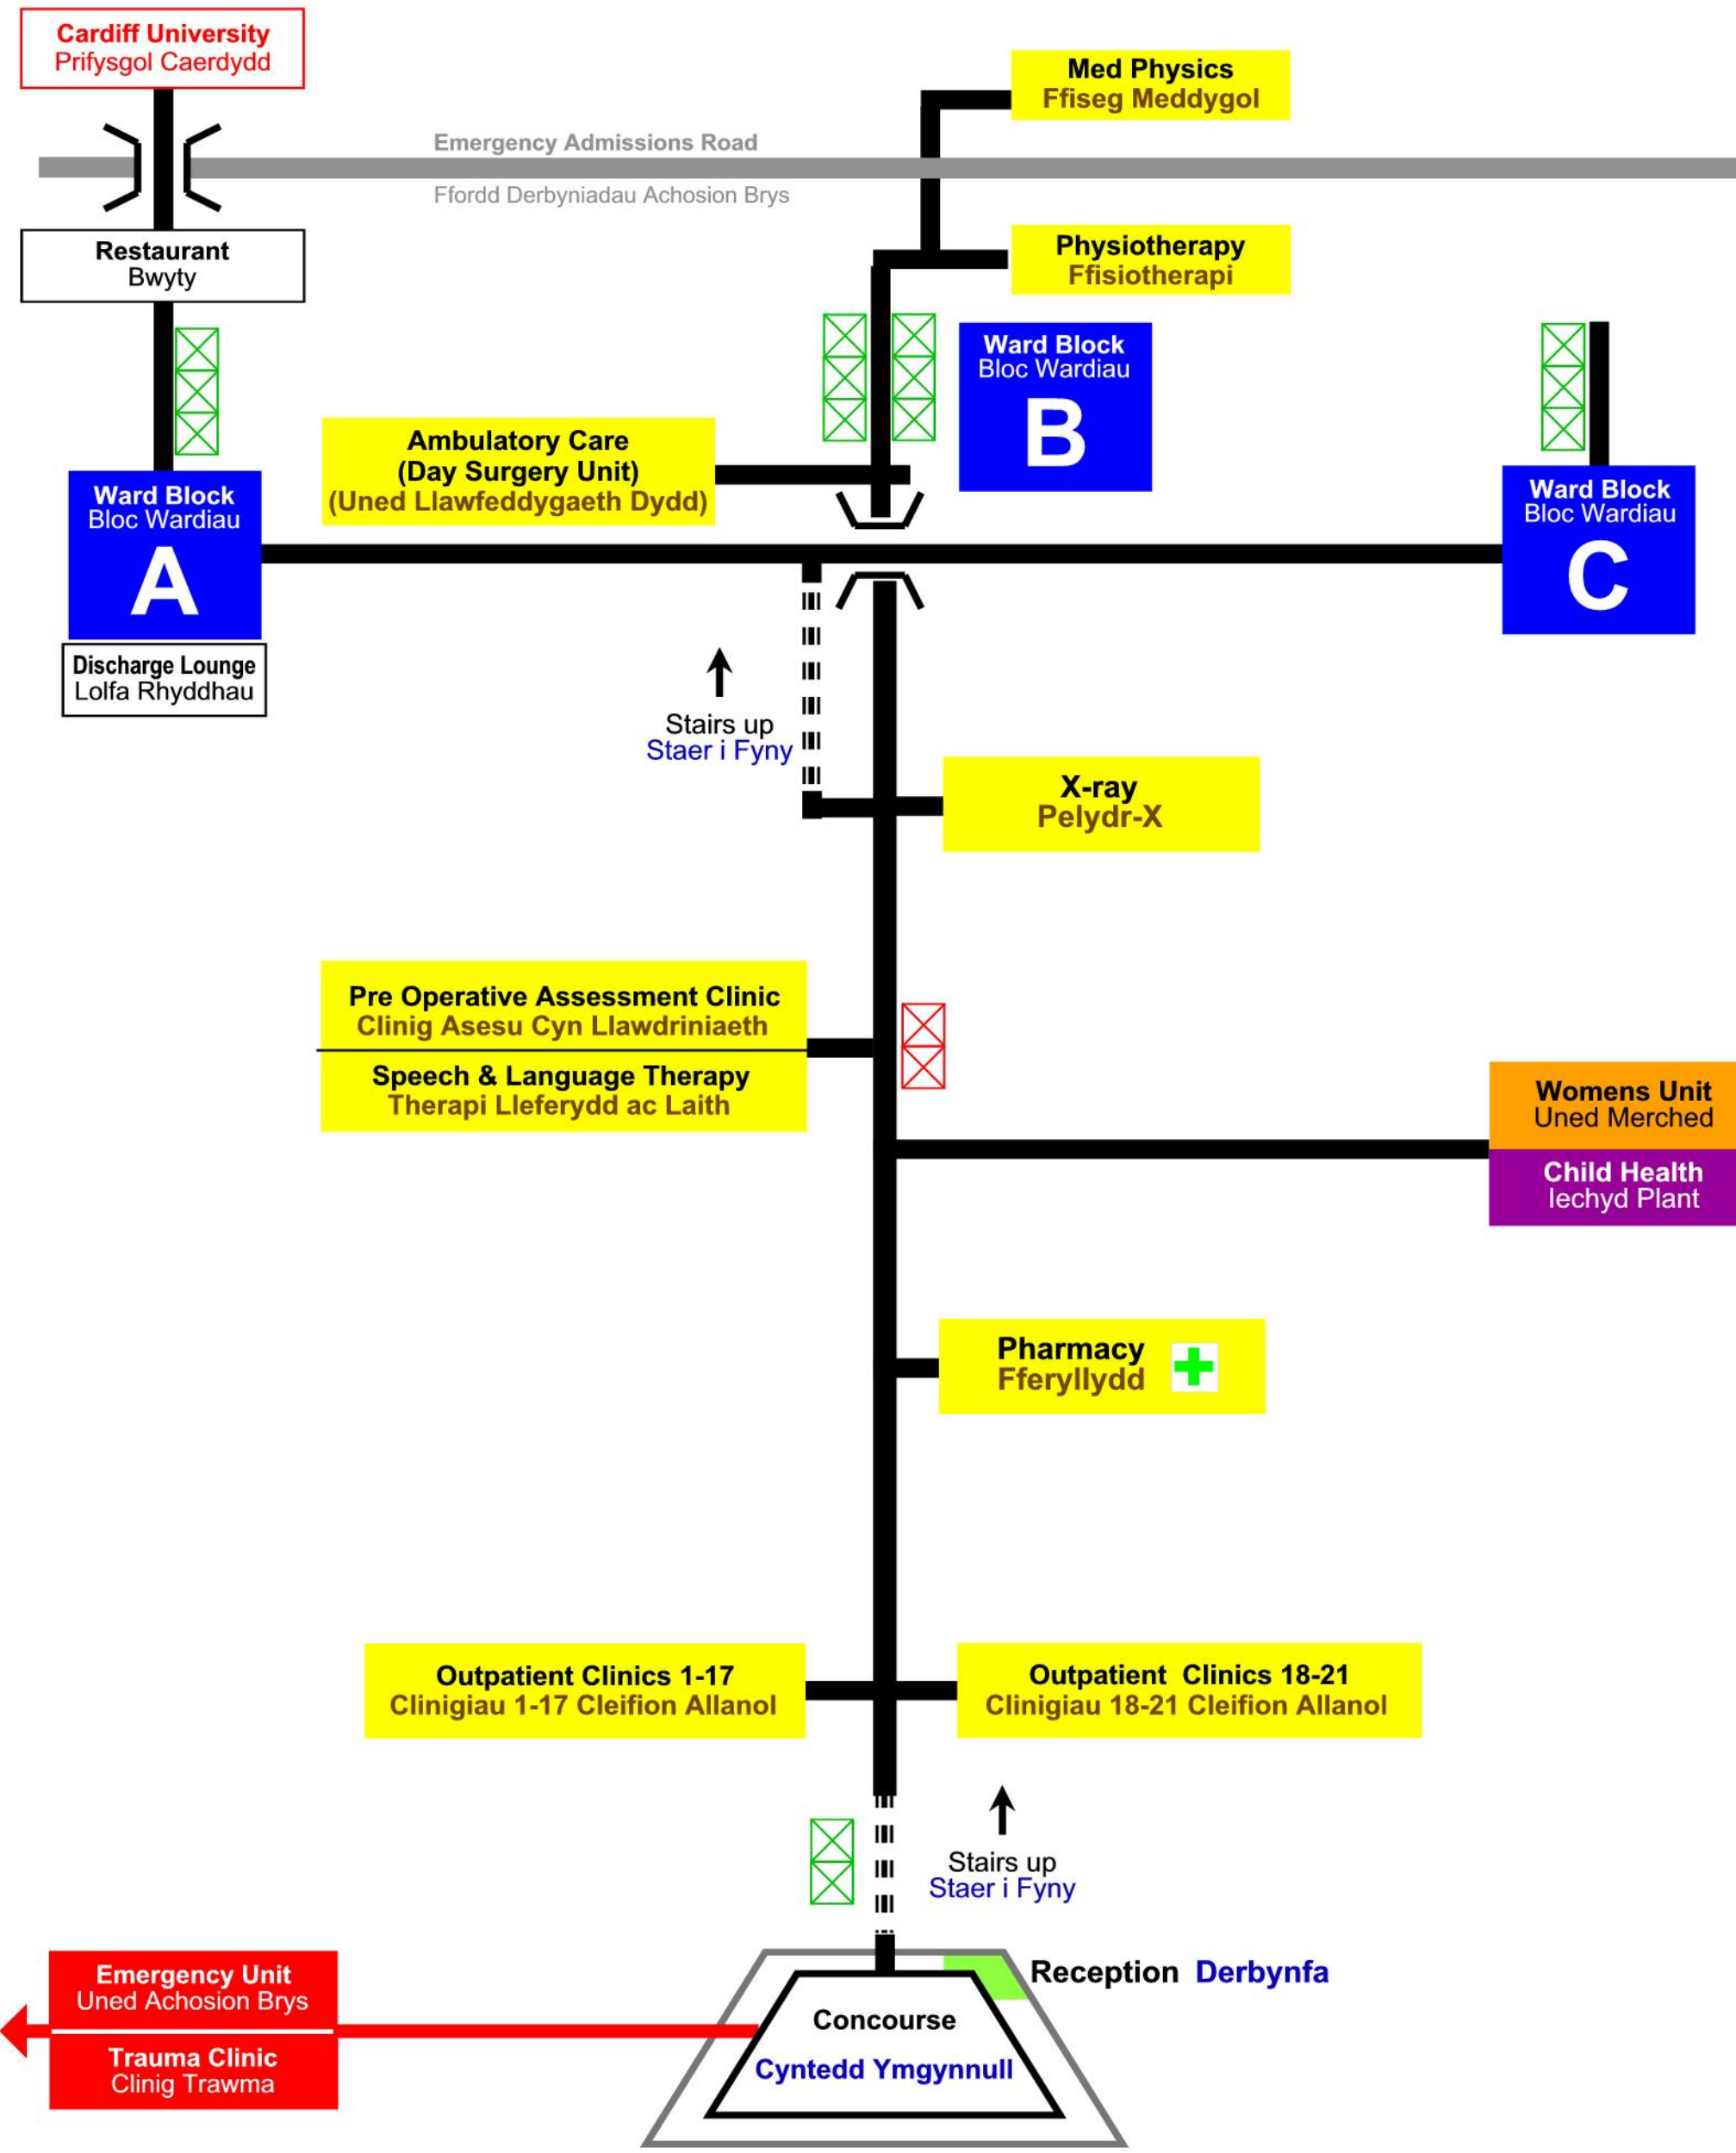 Cardiff University
Prifysgol Caerdydd
Med Physics
Ffiseg Meddygol
Emergency Admissions Road
Ffordd Derbyniadau Achosion Brys
Restaurant
Bwyty
Physiotherapy
Ffisiotherapi
Ward Block
Bloc Wardiau
B
Ambulatory Care
(Day Surgery Unit)
(Uned Llawfeddygaeth Dydd)
Ward Block
Bloc Wardiau
A
Ward Block
Bloc Wardiau
C
Discharge Lounge
Lolfa Rhyddhau
Stairs up
Staer i Fyny
X-ray
Pelydr-X
Pre Operative Assessment Clinic
Clinig Asesu Cyn Llawdriniaeth
Speech & Language Therapy
Therapi Lleferydd ac Laith
Womens Unit
Uned Merched
Child Health
Iechyd Plant
Pharmacy
Fferyllydd
Outpatient Clinics 1-17
Clinigiau 1-17 Cleifion Allanol
Outpatient Clinics 18-21
Clinigiau 18-21 Cleifion Allanol
Stairs up
Staer i Fyny
Reception Derbynfa
Emergency Unit
Uned Achosion Brys
Trauma Clinic
Clinig Trawma
Concourse
Cyntedd Ymgynnull